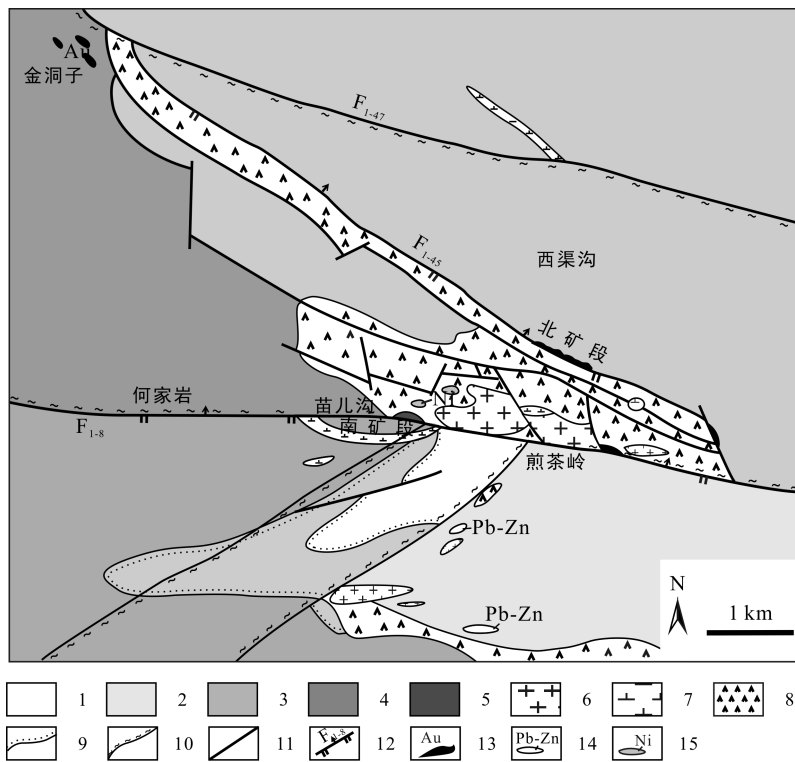 Au
金洞子
F1-47
F1-45
西渠沟
北矿段
何家岩
F1-8
苗儿沟
Ni
南矿段
煎茶岭
Pb-Zn
Pb-Zn
N
1 km
1 2 3 4 5 6 7 8
9 10 11 F1-8 12 Au 13 Pb-Zn 14 Ni 15